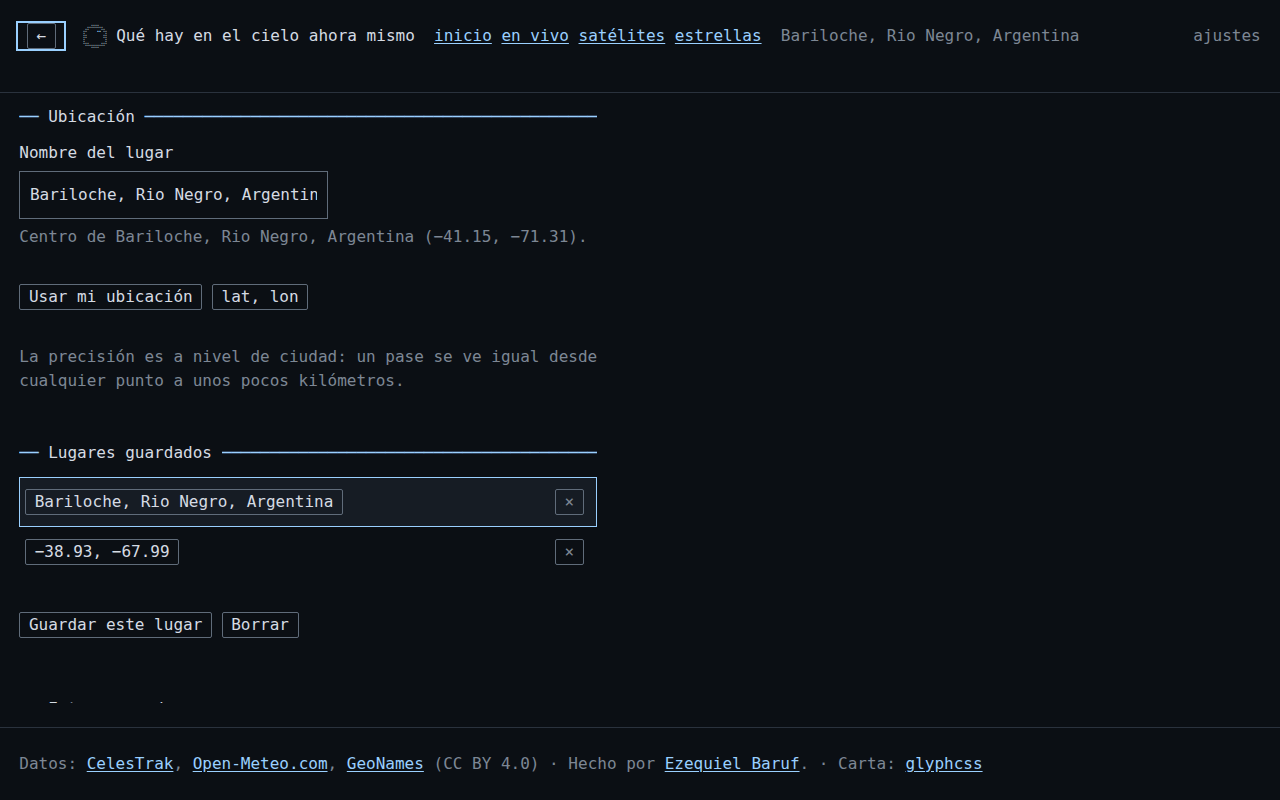 ← Qué hay en el cielo ahora mismo inicio en vivo satélites estrellas Bariloche, Rio Negro, Argentina ajustes
Ubicación
Nombre del lugar
Bariloche, Rio Negro, Argentin
Centro de Bariloche, Rio Negro, Argentina (−41.15, −71.31).
Usar mi ubicación lat, lon
La precisión es a nivel de ciudad: un pase se ve igual desde
cualquier punto a unos pocos kilómetros.
Lugares guardados
Bariloche, Rio Negro, Argentina ×
−38.93, −67.99 ×
Guardar este lugar Borrar
Datos: CelesTrak, Open-Meteo.com, GeoNames (CC BY 4.0) · Hecho por Ezequiel Baruf. · Carta: glyphcss